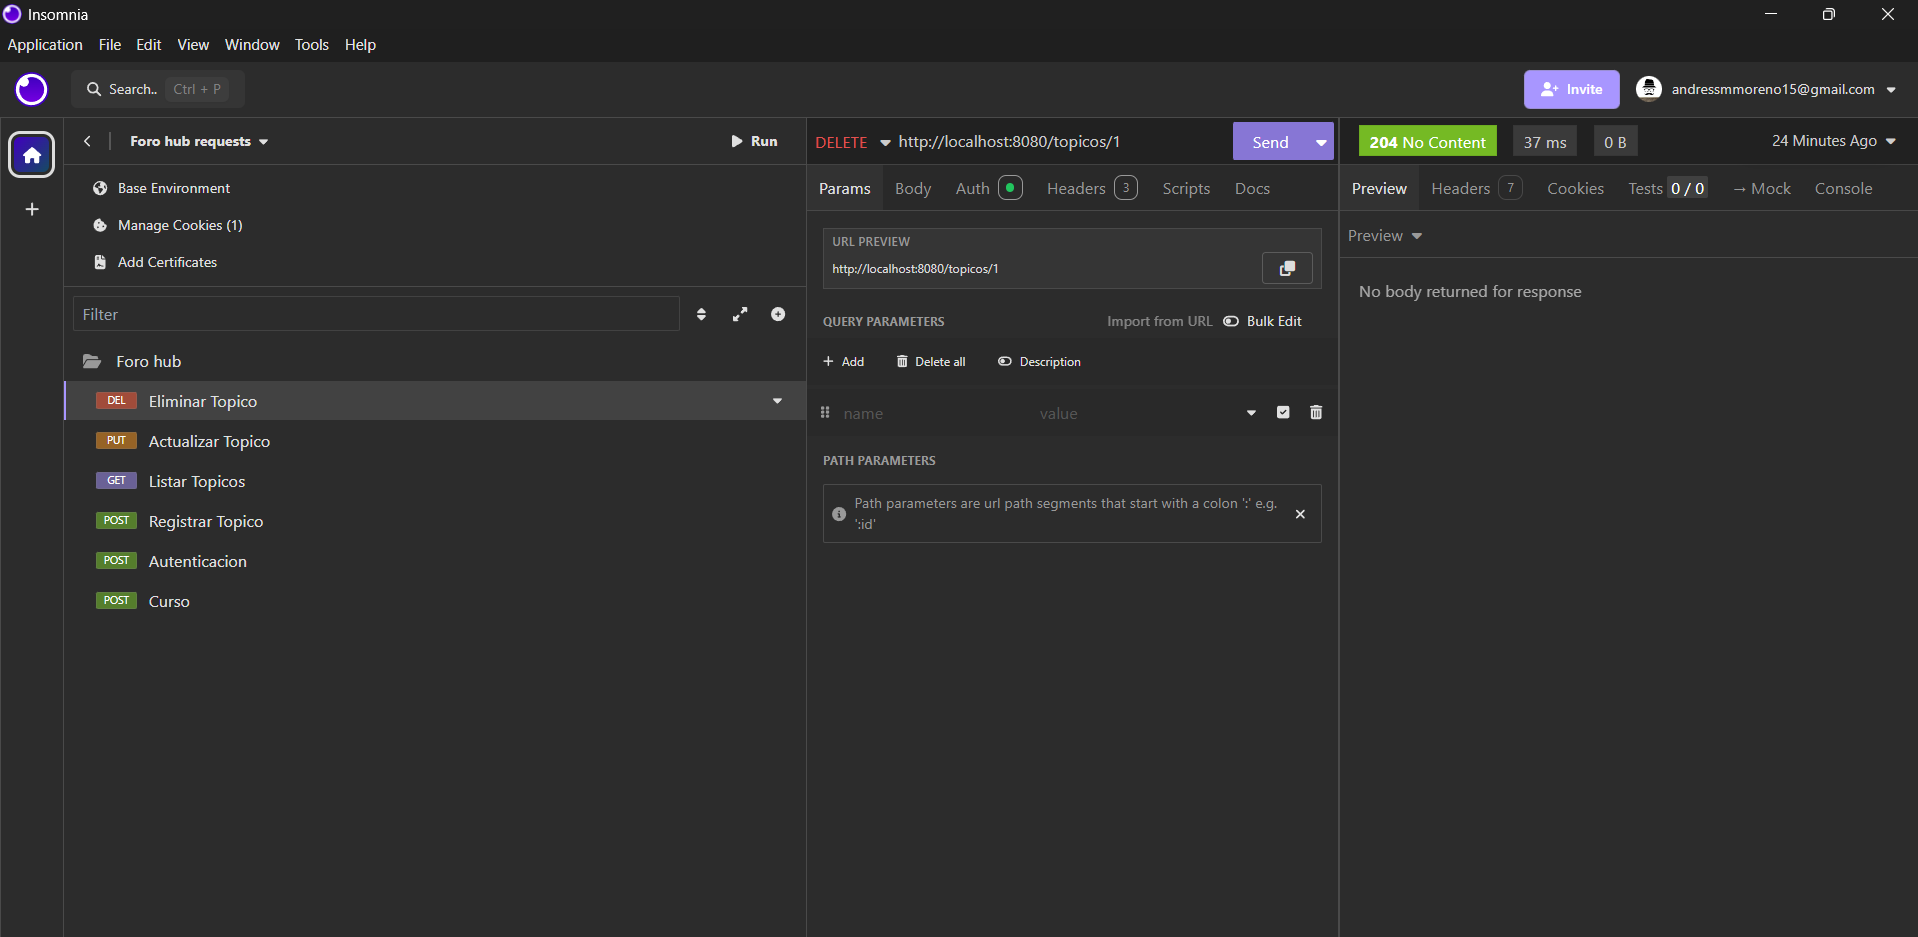 Insomnia
Application File Edit View Window Tools Help
Search.. Ctrl + P
Invite
andressmmoreno15@gmail.com
Foro hub requests
Run
Base Environment
Manage Cookies (1)
Add Certificates
Filter
Foro hub
DEL Eliminar Topico
PUT Actualizar Topico
GET Listar Topicos
POST Registrar Topico
POST Autenticacion
POST Curso
DELETE http://localhost:8080/topicos/1
Send
Params Body Auth Headers 3 Scripts Docs
URL PREVIEW
http://localhost:8080/topicos/1
QUERY PARAMETERS
Import from URL Bulk Edit
+ Add Delete all Description
name value
PATH PARAMETERS
Path parameters are url path segments that start with a colon ':' e.g.
':id'
204 No Content 37 ms 0 B
24 Minutes Ago
Preview Headers 7 Cookies Tests 0 / 0 → Mock Console
Preview
No body returned for response